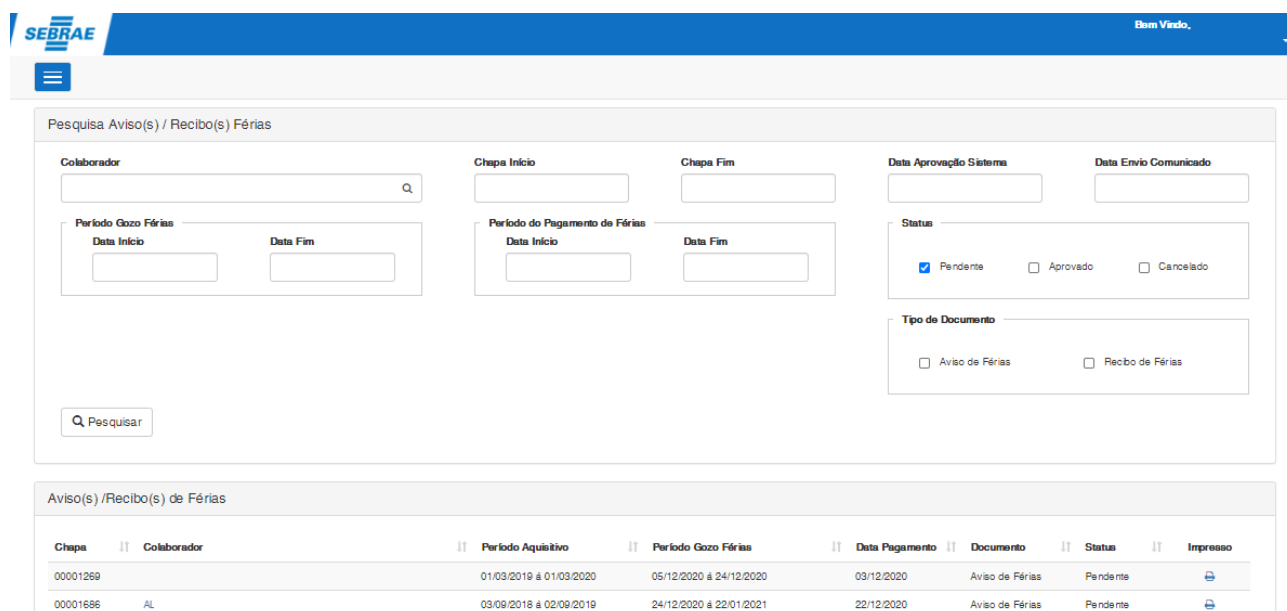 SEBRAE
Bem Vindo,
Pesquisa Aviso(s) / Recibo(s) Férias
Colaborador Chapa Início Chapa Fim Data Aprovação Sistema Data Envio Comunicado
Período Gozo Férias Período do Pagamento de Férias Status
Data Início Data Fim Data Início Data Fim
Pendente Aprovado Cancelado
Tipo de Documento
Aviso de Férias Recibo de Férias
Pesquisar
Aviso(s) /Recibo(s) de Férias
Chapa Colaborador Período Aquisitivo Período Gozo Férias Data Pagamento Documento Status Impresso
00001269 01/03/2019 á 01/03/2020 05/12/2020 á 24/12/2020 03/12/2020 Aviso de Férias Pendente
00001686 AL 03/09/2018 á 02/09/2019 24/12/2020 á 22/01/2021 22/12/2020 Aviso de Férias Pendente